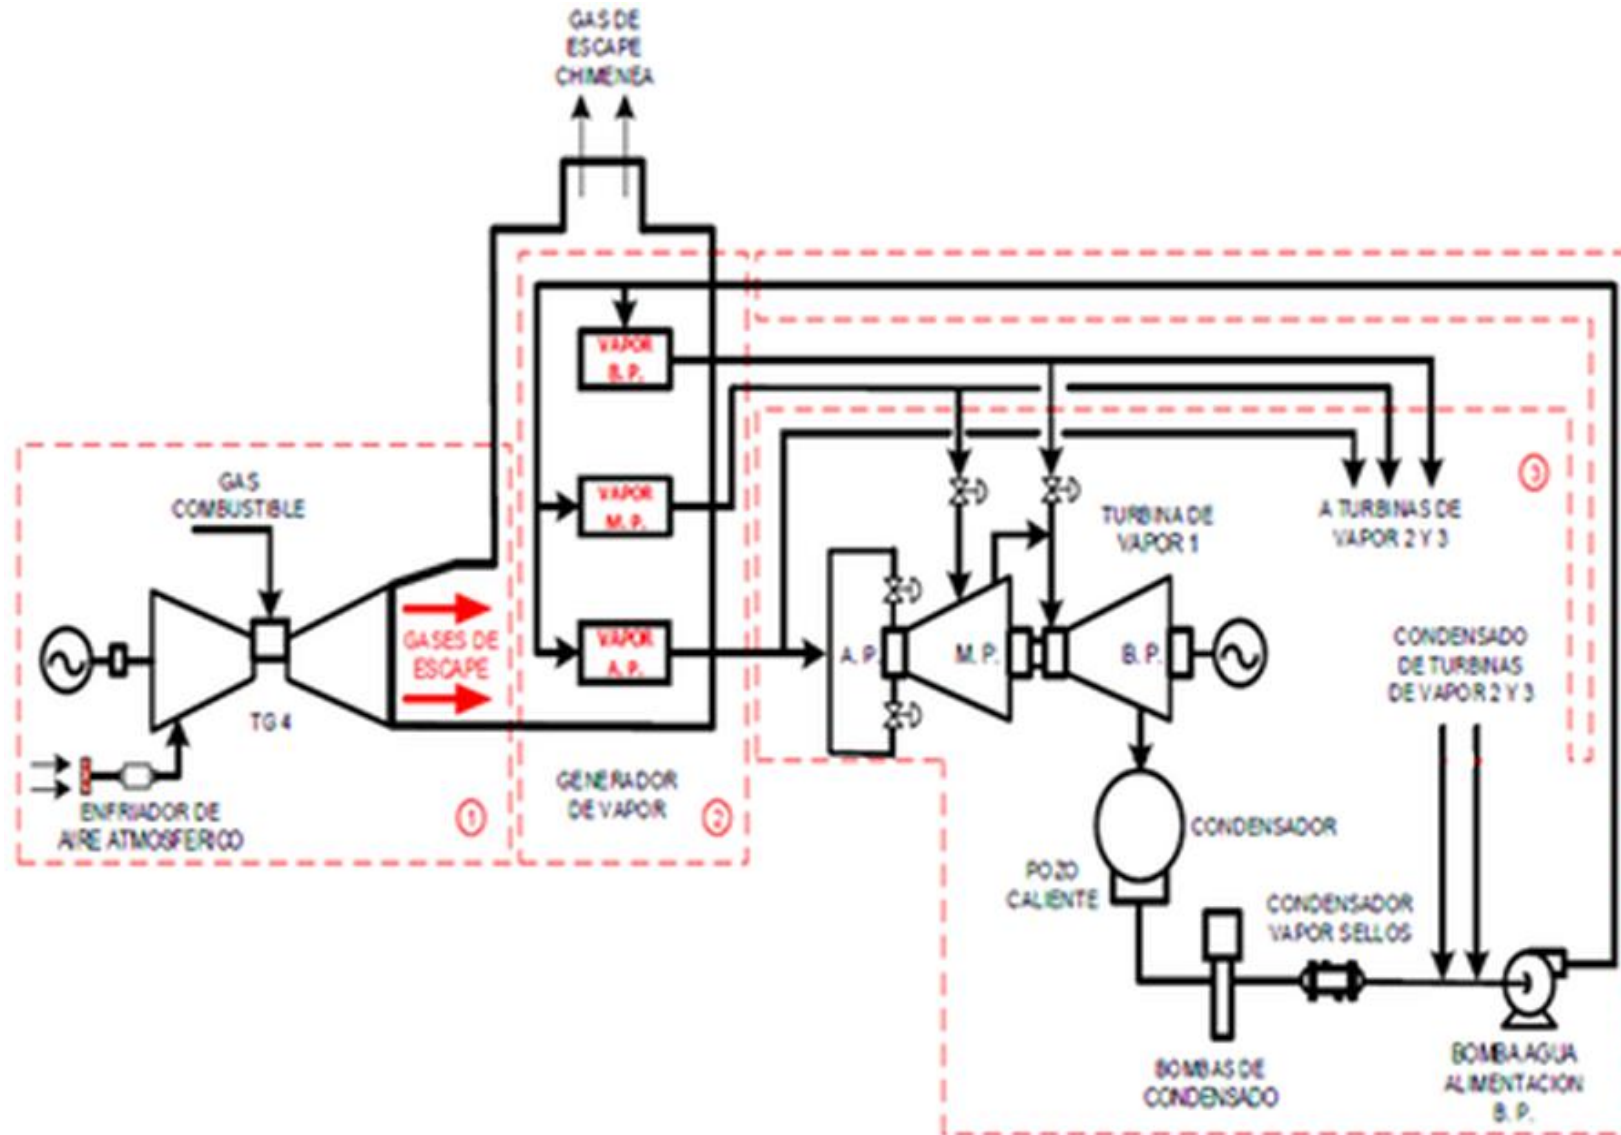 GAS DE
ESCAPE
CHIMENEA
VAPOR
B. P.
GAS
COMBUSTIBLE
VAPOR
M. P.
3
A TURBINAS DE
VAPOR 2 Y 3
TURBINA DE
VAPOR 1
GASES DE
ESCAPE
VAPOR
A. P.
A. P.
M. P.
B. P.
CONDENSADO
DE TURBINAS
DE VAPOR 2 Y 3
TG 4
ENFRIADOR DE
AIRE ATMOSFERICO
1
GENERADOR
DE VAPOR
2
CONDENSADOR
POZO
CALIENTE
CONDENSADOR
VAPOR SELLOS
BOMBAS DE
CONDENSADO
BOMBA AGUA
ALIMENTACION
B. P.